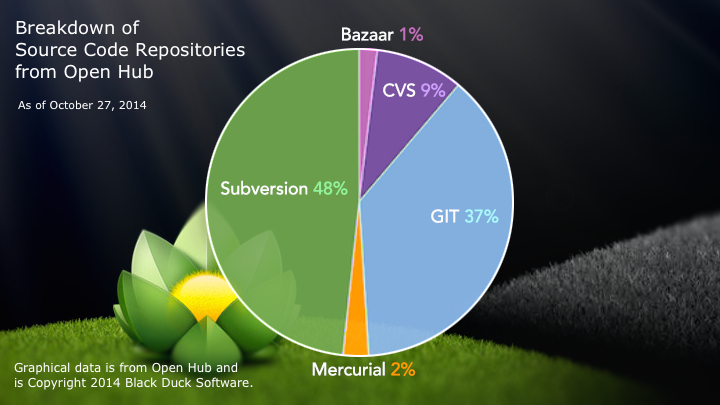 Breakdown of
Source Code Repositories
from Open Hub
As of October 27, 2014
Bazaar 1%
CVS 9%
Subversion 48%
GIT 37%
Mercurial 2%
Graphical data is from Open Hub and
is Copyright 2014 Black Duck Software.